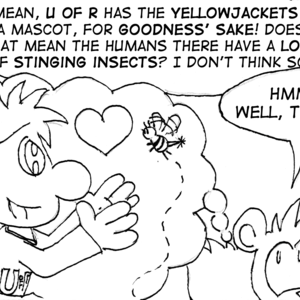 MEAN, U OF R HAS THE YELLOWJACKETS
A MASCOT, FOR GOODNESS' SAKE! DOES
AT MEAN THE HUMANS THERE HAVE A LO
F STINGING INSECTS? I DON'T THINK SO
HMM
WELL, T
U